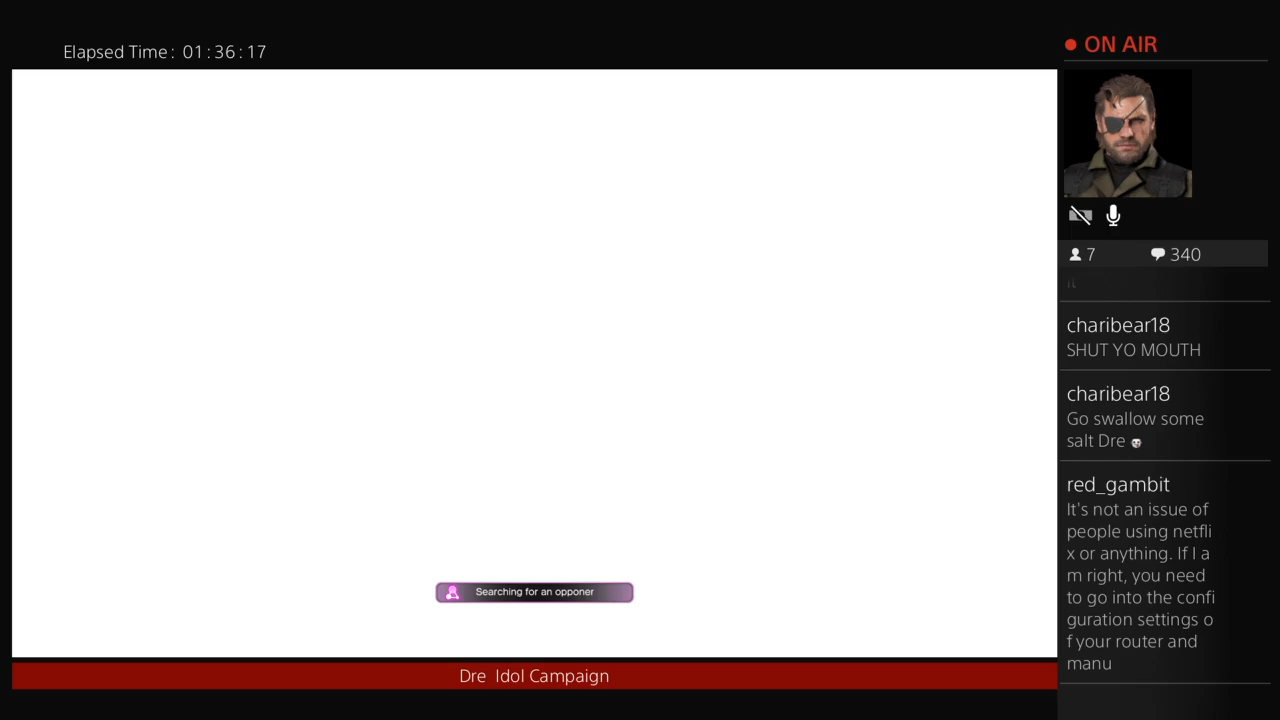 Elapsed Time: 01:36:17
ON AIR
7 340
it
charibear18
SHUT YO MOUTH
charibear18
Go swallow some
salt Dre
red_gambit
It's not an issue of
people using netfli
x or anything. If I a
m right, you need
to go into the confi
guration settings o
f your router and
manu
Searching for an opponer
Dre Idol Campaign